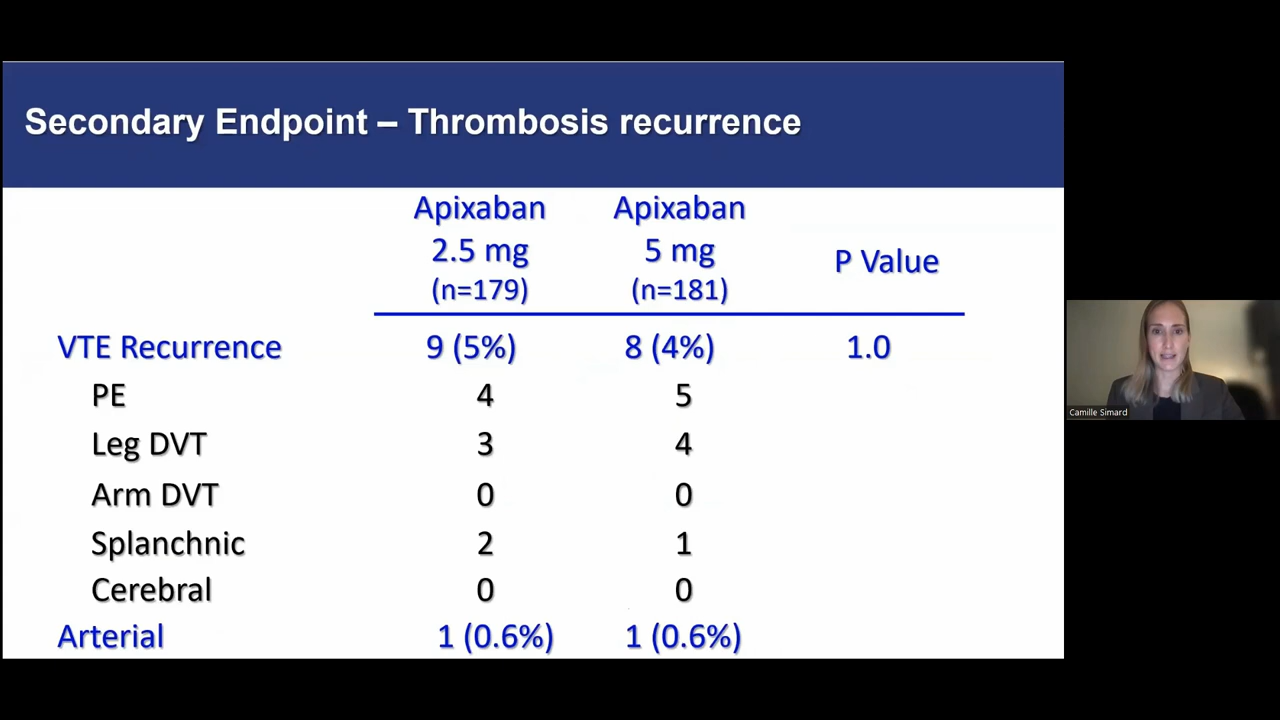 Secondary Endpoint – Thrombosis recurrence
Apixaban 2.5 mg (n=179)
Apixaban 5 mg (n=181)
P Value
VTE Recurrence 9 (5%) 8 (4%) 1.0
PE 4 5
Leg DVT 3 4
Arm DVT 0 0
Splanchnic 2 1
Cerebral 0 0
Arterial 1 (0.6%) 1 (0.6%)
Camille Simard